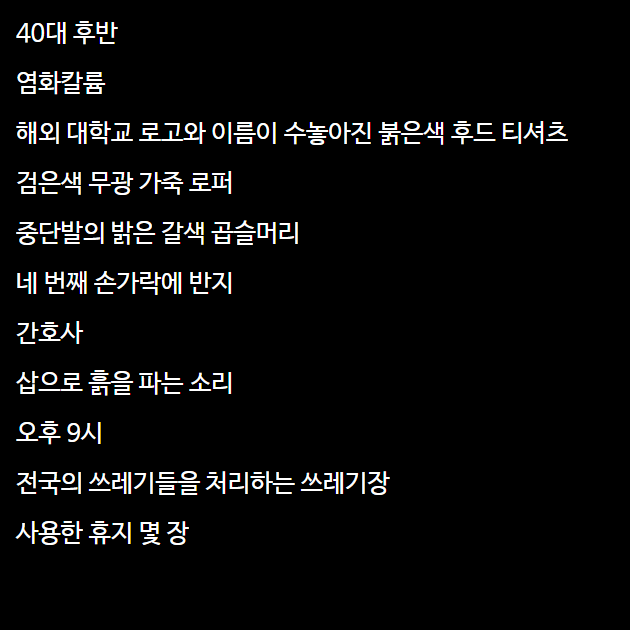 40대 후반
염화칼륨
해외 대학교 로고와 이름이 수놓아진 붉은색 후드 티셔츠
검은색 무광 가죽 로퍼
중단발의 밝은 갈색 곱슬머리
네 번째 손가락에 반지
간호사
삽으로 흙을 파는 소리
오후 9시
전국의 쓰레기들을 처리하는 쓰레기장
사용한 휴지 몇 장